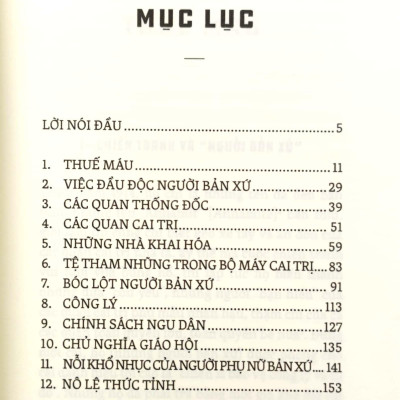 MỤC LỤC
LỜI NÓI ĐẦU 5
1. THUẾ MÁU 11
2. VIỆC ĐẦU ĐỘC NGƯỜI BẢN XỨ 29
3. CÁC QUAN THỐNG ĐỐC 39
4. CÁC QUAN CAI TRỊ 51
5. NHỮNG NHÀ KHAI HÓA 59
6. TỆ THAM NHŨNG TRONG BỘ MÁY CAI TRỊ 83
7. BÓC LỘT NGƯỜI BẢN XỨ 91
8. CÔNG LÝ 113
9. CHÍNH SÁCH NGU DÂN 127
10. CHỦ NGHĨA GIÁO HỘI 135
11. NỖI KHỔ NHỤC CỦA NGƯỜI PHỤ NỮ BẢN XỨ 141
12. NÔ LỆ THỨC TỈNH 153